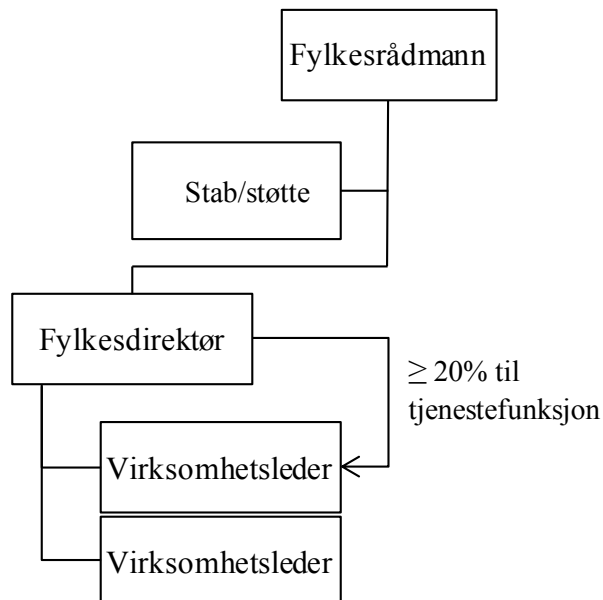 Fylkesrådmann
Stab/støtte
Fylkesdirektør
≥ 20% til
tjenestefunksjon
Virksomhetsleder
Virksomhetsleder